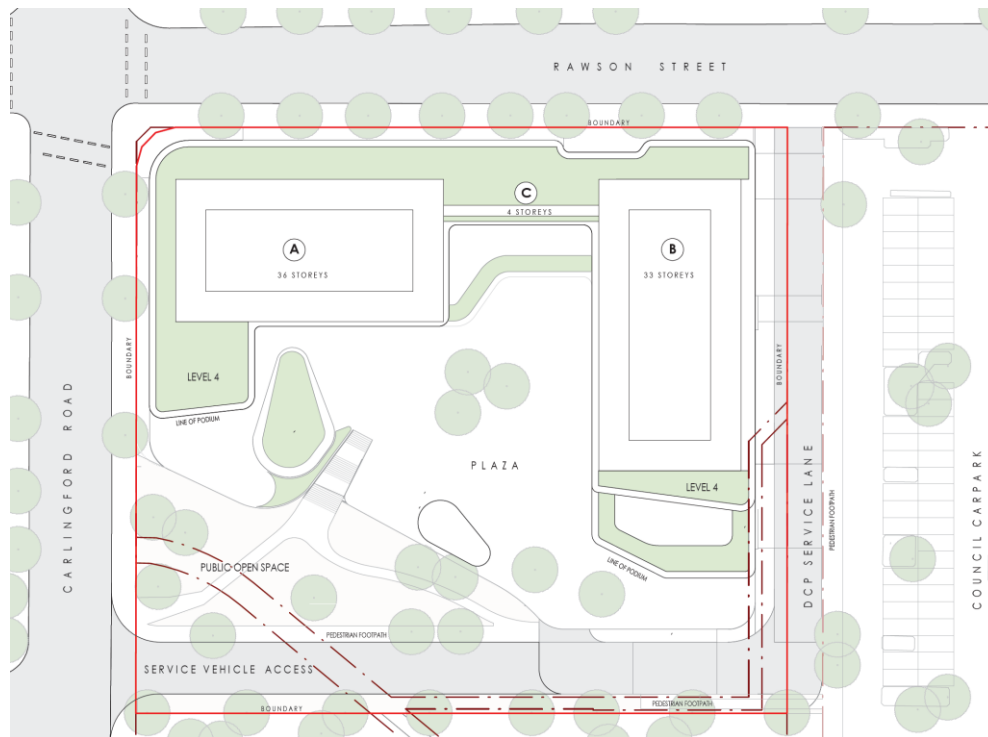 RAWSON STREET
BOUNDARY
C
4 STOREYS
A
36 STOREYS
B
33 STOREYS
BOUNDARY
BOUNDARY
LEVEL 4
LINE OF PODIUM
CARLINGFORD ROAD
PLAZA
LEVEL 4
DCP SERVICE LANE
PEDESTRIAN FOOTPATH
COUNCIL CARPARK
LINE OF PODIUM
PUBLIC OPEN SPACE
PEDESTRIAN FOOTPATH
SERVICE VEHICLE ACCESS
PEDESTRIAN FOOTPATH
BOUNDARY